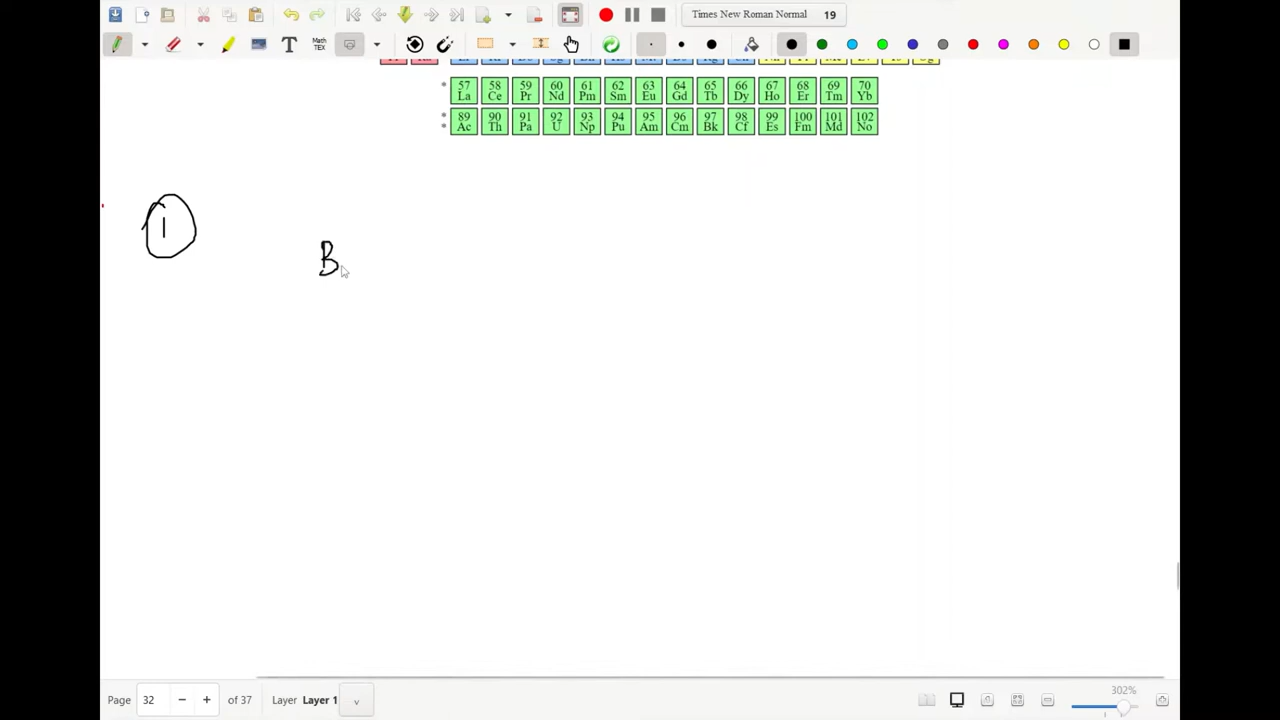 Times New Roman Normal 19
T Math TEX
57 58 59 60 61 62 63 64 65 66 67 68 69 70
La Ce Pr Nd Pm Sm Eu Gd Tb Dy Ho Er Tm Yb
89 90 91 92 93 94 95 96 97 98 99 100 101 102
Ac Th Pa U Np Pu Am Cm Bk Cf Es Fm Md No
1
B
Page 32 of 37 Layer Layer 1 302%